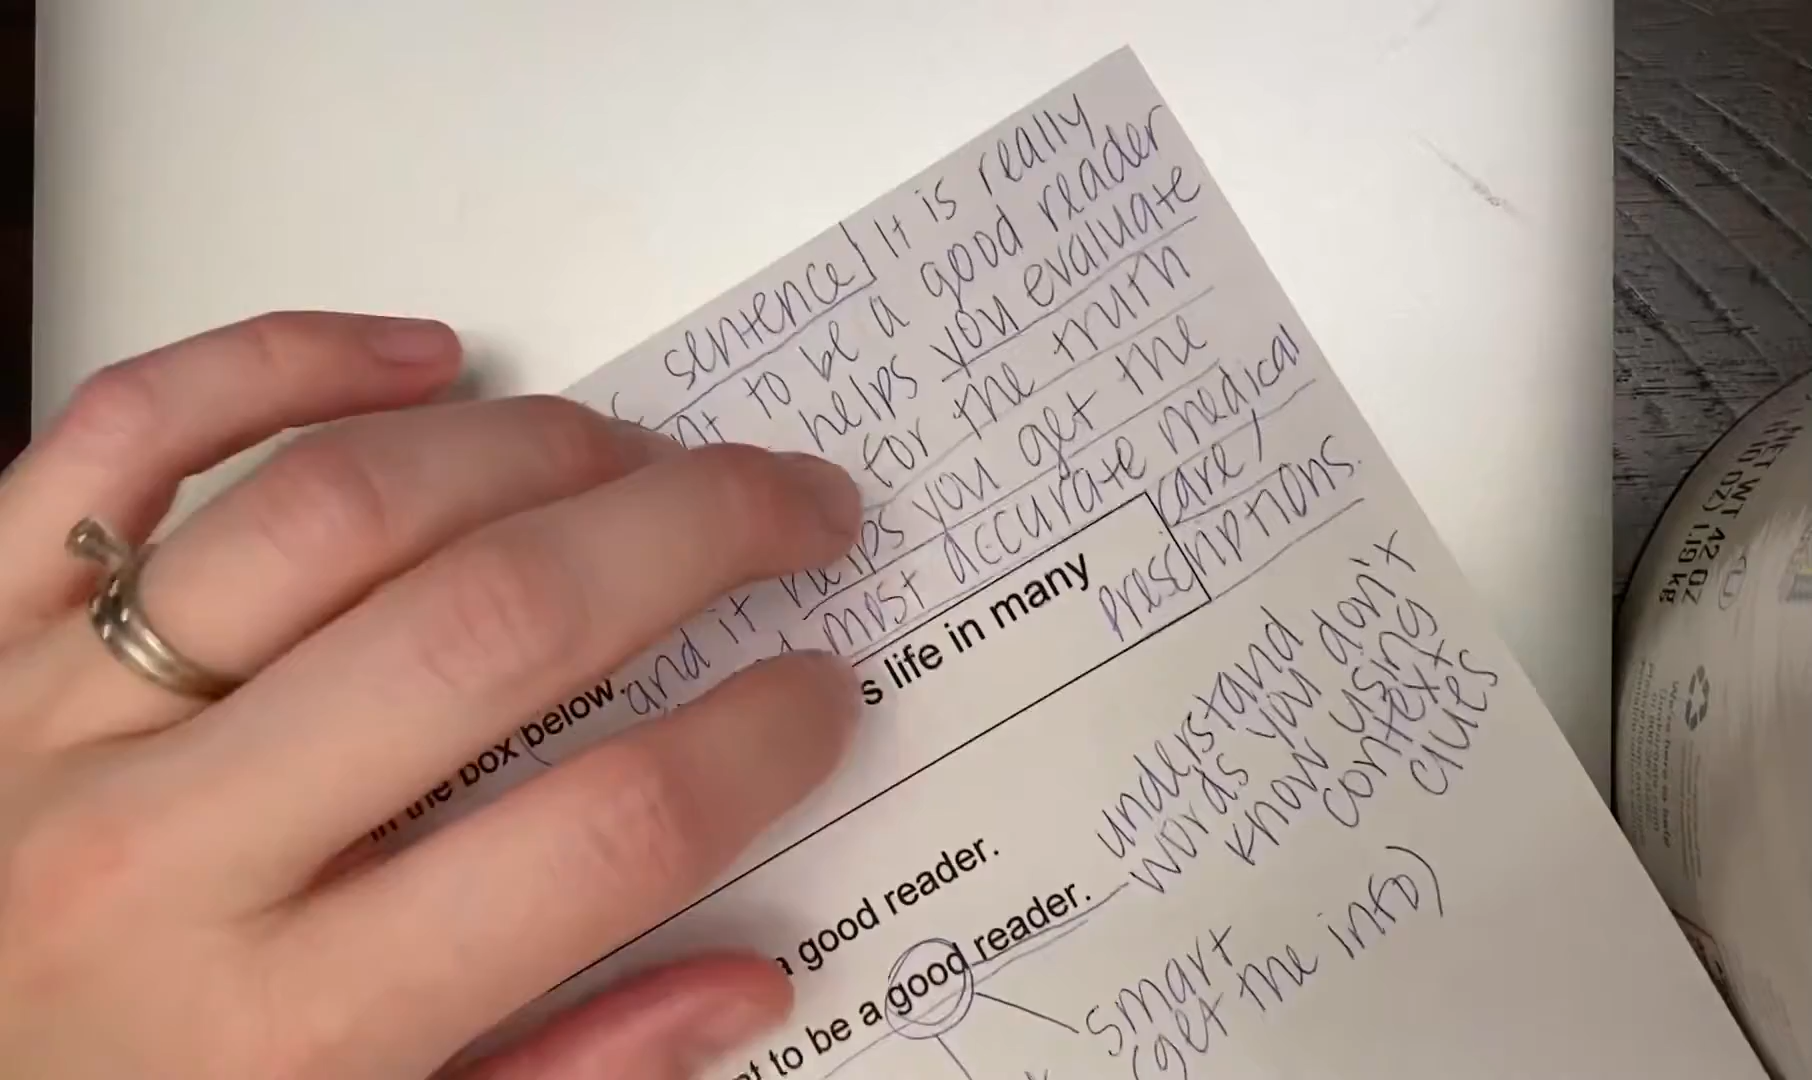 sentence] It is really
to be a good reader
helps you evaluate
for the truth
and it helps you get the
most accurate medical
care,
prescriptions.
in the box below.
s life in many
understand
words you don't
know using
context
clues
a good reader.
to be a good reader.
smart
(get the info)
NET WT 42 OZ
1.19 kg